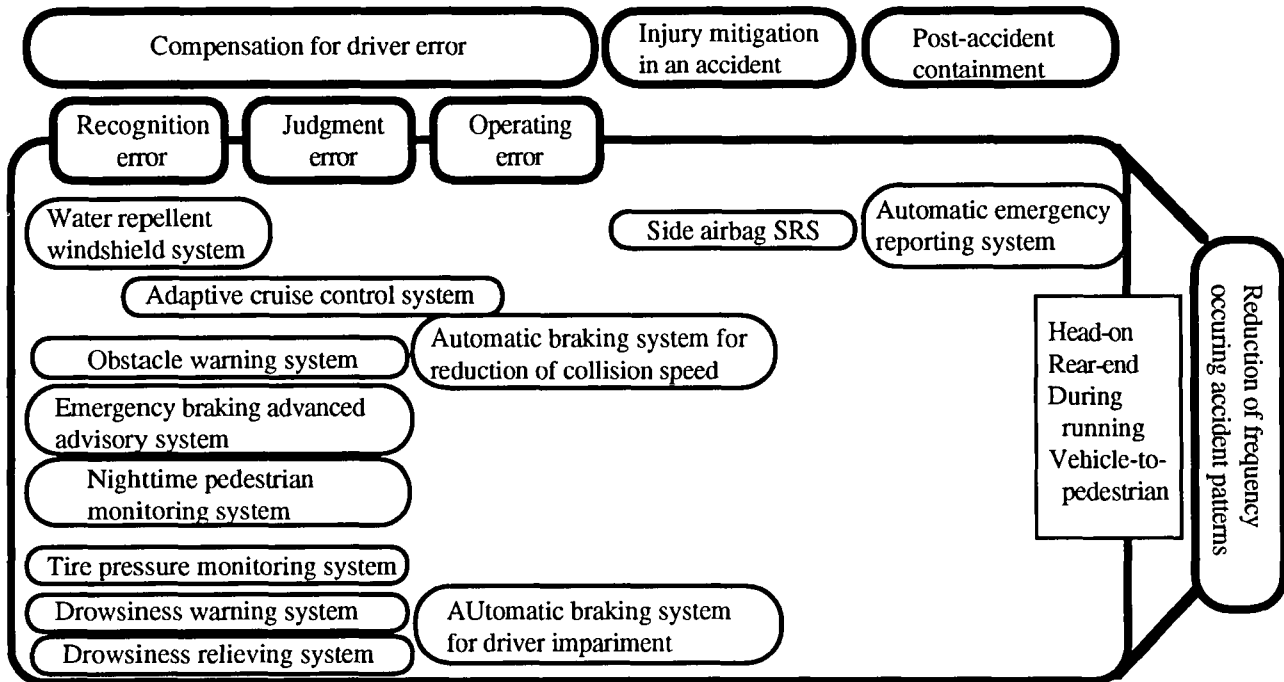 Compensation for driver error
Injury mitigation
in an accident
Post-accident
containment
Recognition
error
Judgment
error
Operating
error
Water repellent
windshield system
Side airbag SRS
Automatic emergency
reporting system
Adaptive cruise control system
Obstacle warning system
Automatic braking system for
reduction of collision speed
Emergency braking advanced
advisory system
Nighttime pedestrian
monitoring system
Tire pressure monitoring system
Drowsiness warning system
Drowsiness relieving system
AUtomatic braking system
for driver impariment
Head-on
Rear-end
During
running
Vehicle-to-
pedestrian
Reduction of frequency
occuring accident patterns